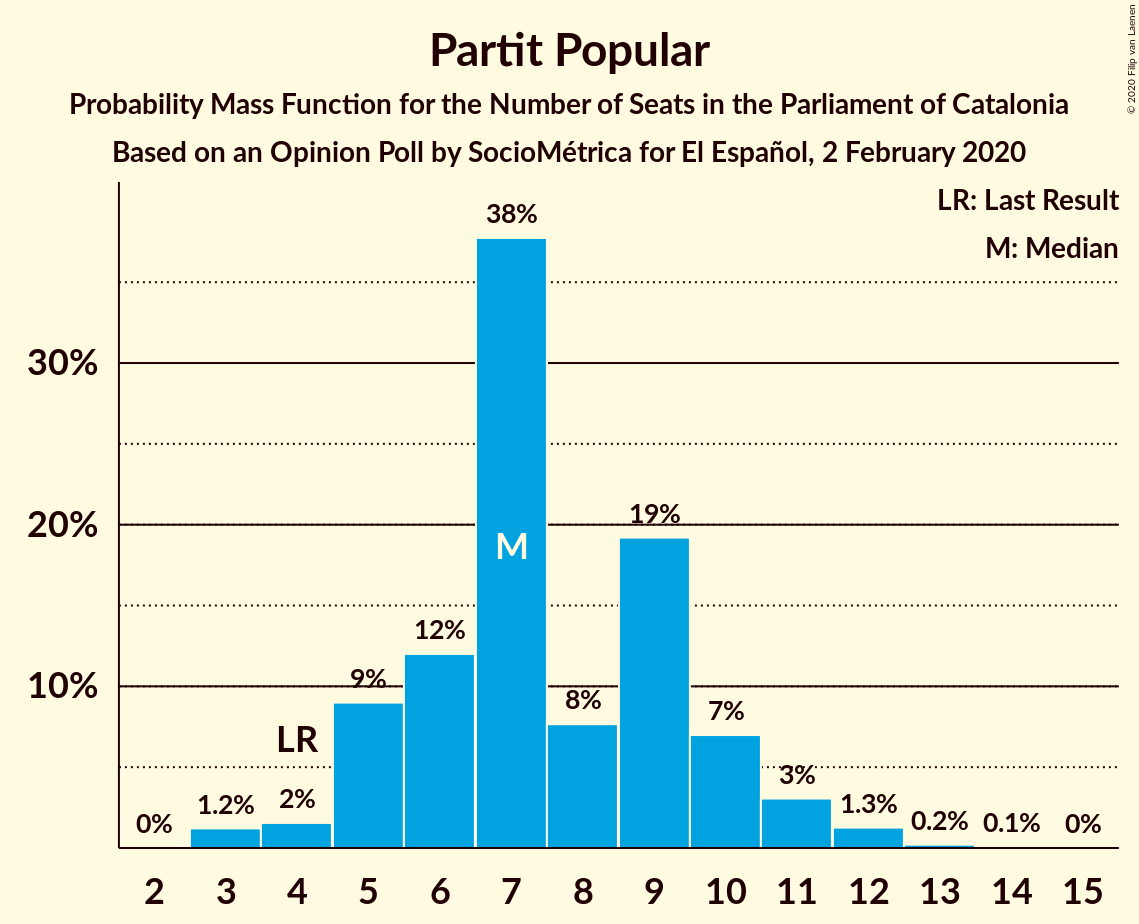 Partit Popular
Probability Mass Function for the Number of Seats in the Parliament of Catalonia
Based on an Opinion Poll by SocioMétrica for El Español, 2 February 2020
© 2020 Filip van Laenen
LR: Last Result
M: Median
38%
30%
20%
19%
M
12%
10%
9%
8%
7%
LR
3%
2%
1.2%
1.3%
0%
0.2%
0.1%
0%
2 3 4 5 6 7 8 9 10 11 12 13 14 15